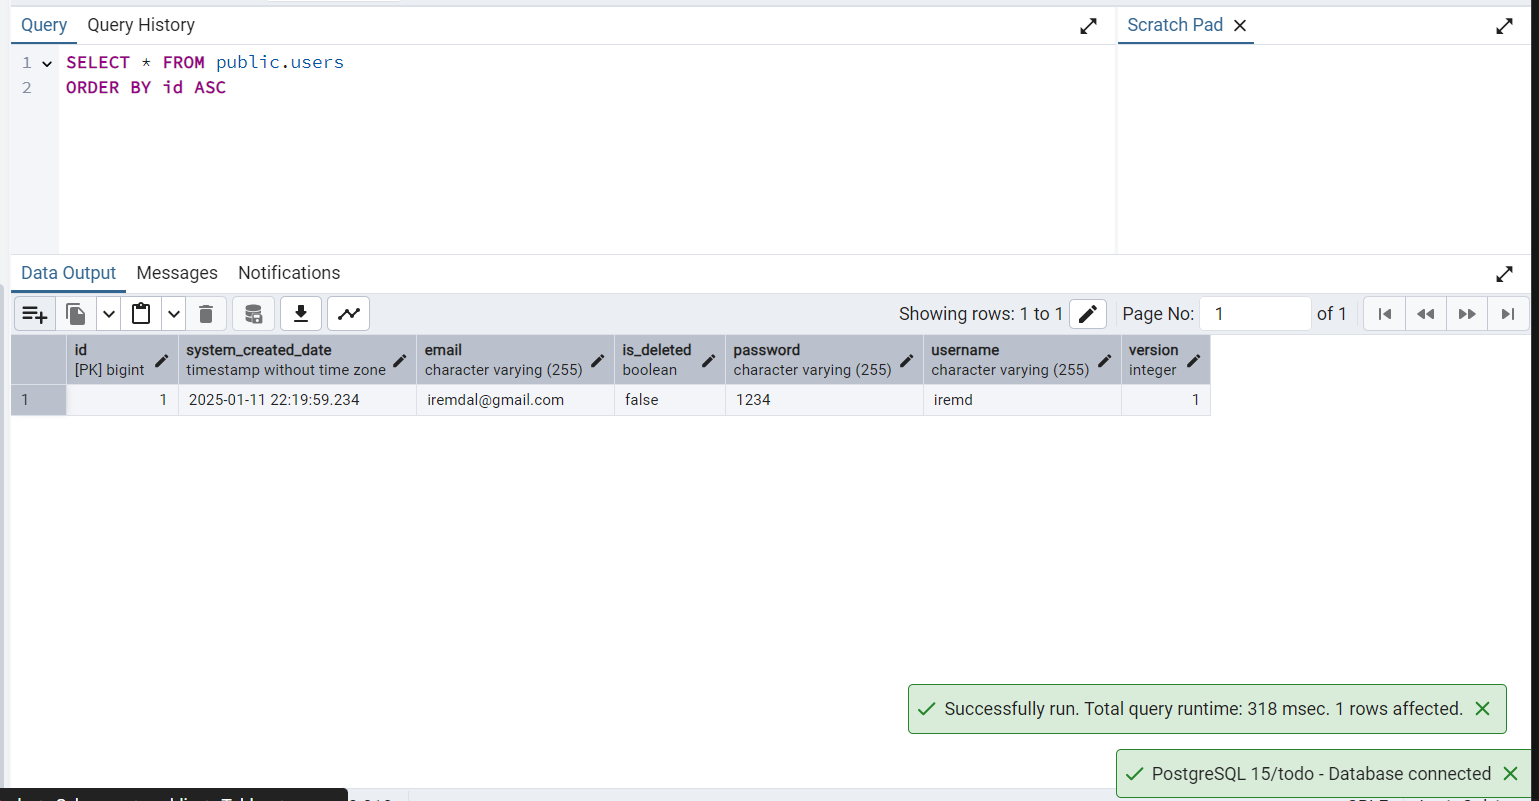 Query Query History Scratch Pad
1 SELECT * FROM public.users
2 ORDER BY id ASC
Data Output Messages Notifications
Showing rows: 1 to 1 Page No: 1 of 1
id system_created_date email is_deleted password username version
[PK] bigint timestamp without time zone character varying (255) boolean character varying (255) character varying (255) integer
1 1 2025-01-11 22:19:59.234 iremdal@gmail.com false 1234 iremd 1
Successfully run. Total query runtime: 318 msec. 1 rows affected.
PostgreSQL 15/todo - Database connected